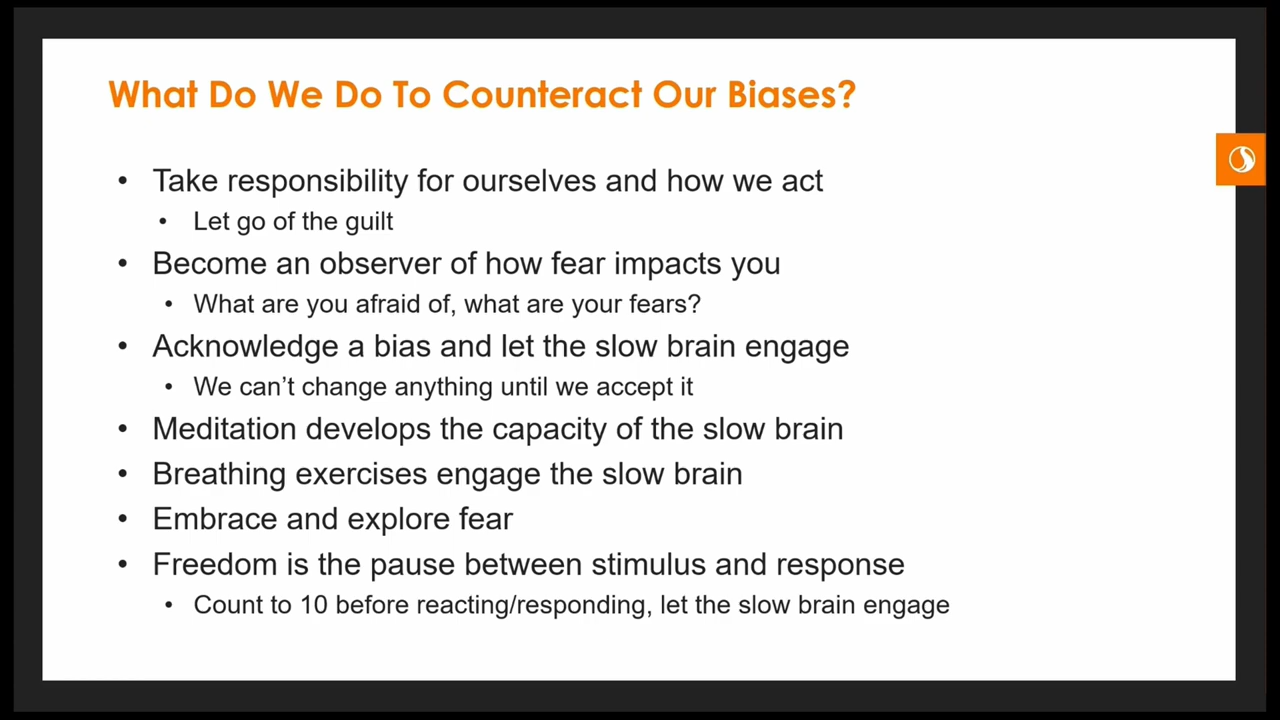 What Do We Do To Counteract Our Biases?
• Take responsibility for ourselves and how we act
• Let go of the guilt
• Become an observer of how fear impacts you
• What are you afraid of, what are your fears?
• Acknowledge a bias and let the slow brain engage
• We can’t change anything until we accept it
• Meditation develops the capacity of the slow brain
• Breathing exercises engage the slow brain
• Embrace and explore fear
• Freedom is the pause between stimulus and response
• Count to 10 before reacting/responding, let the slow brain engage